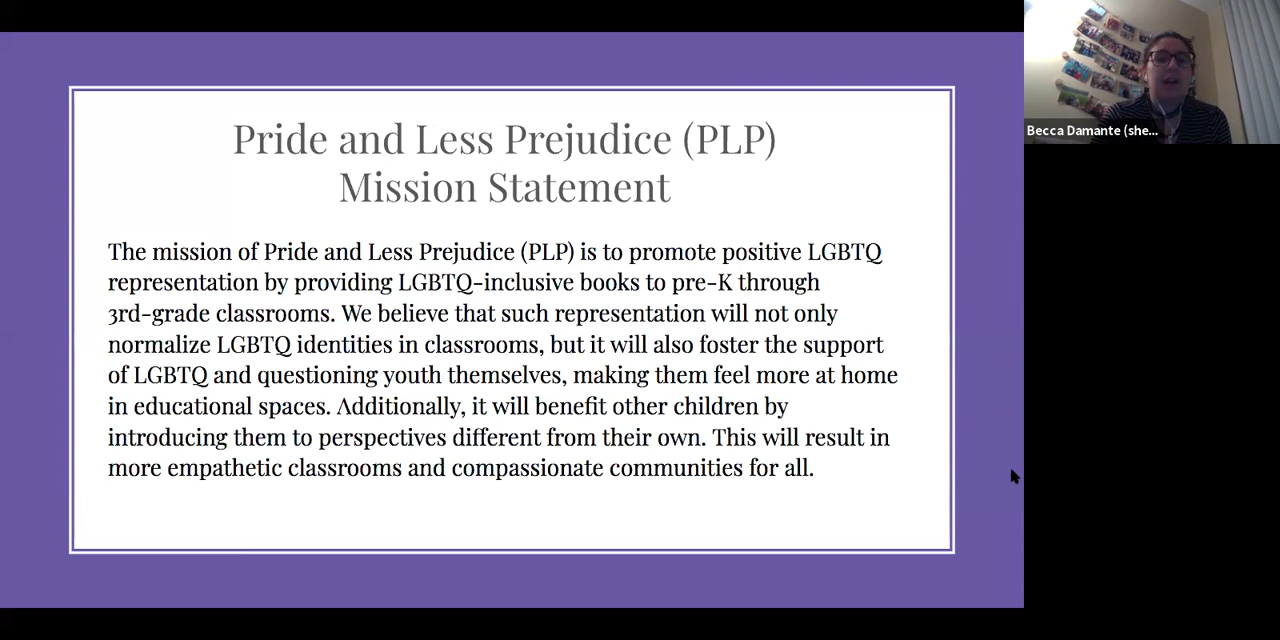 Pride and Less Prejudice (PLP)
Mission Statement
The mission of Pride and Less Prejudice (PLP) is to promote positive LGBTQ
representation by providing LGBTQ-inclusive books to pre-K through
3rd-grade classrooms. We believe that such representation will not only
normalize LGBTQ identities in classrooms, but it will also foster the support
of LGBTQ and questioning youth themselves, making them feel more at home
in educational spaces. Additionally, it will benefit other children by
introducing them to perspectives different from their own. This will result in
more empathetic classrooms and compassionate communities for all.
Becca Damante (she...